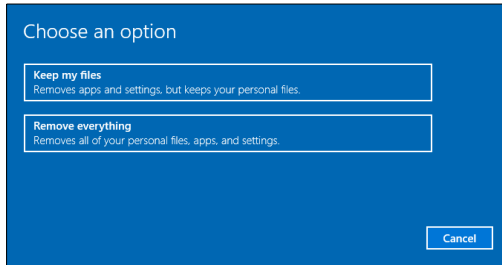 Choose an option
Keep my files
Removes apps and settings, but keeps your personal files.
Remove everything
Removes all of your personal files, apps, and settings.
Cancel